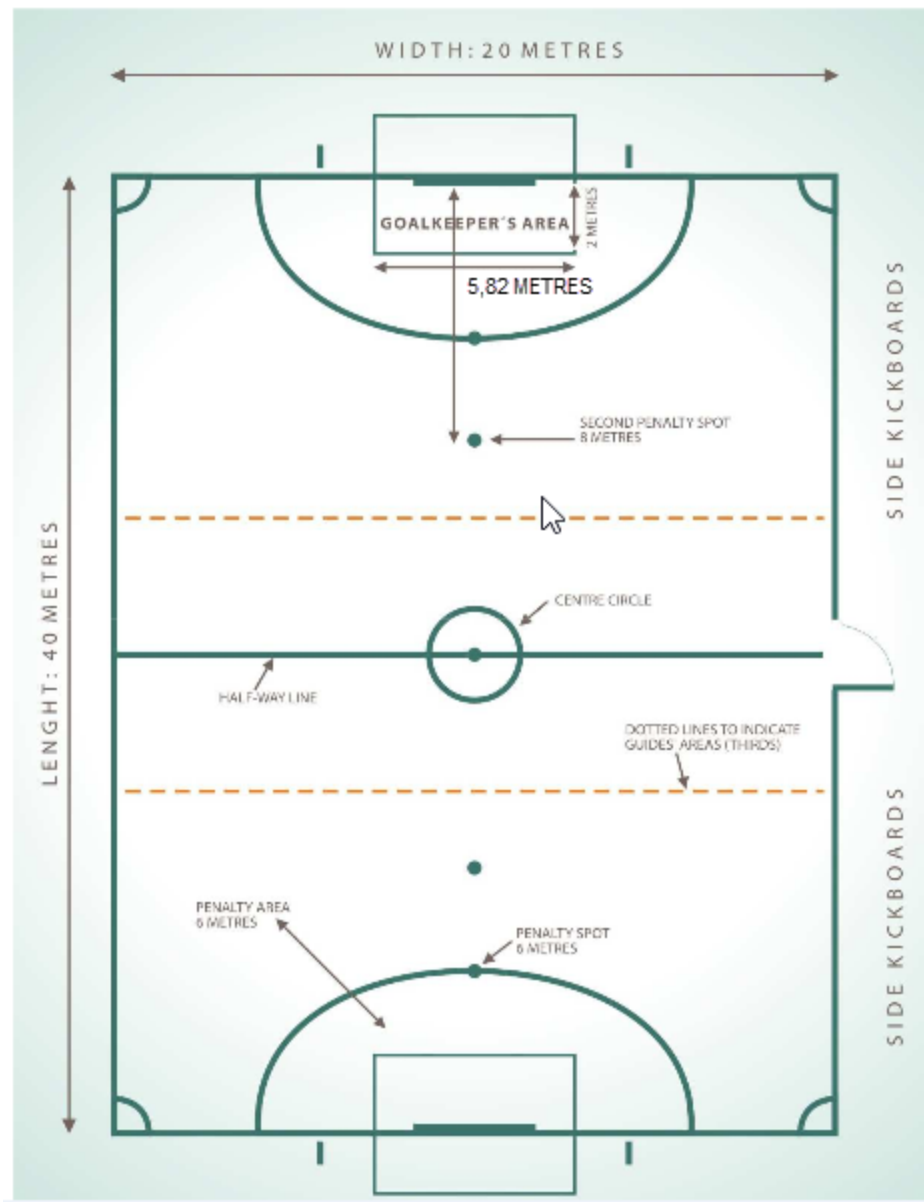 WIDTH: 20 METRES
GOALKEEPER´S AREA
2 METRES
5,82 METRES
SIDE KICKBOARDS
SECOND PENALTY SPOT
8 METRES
LENGHT: 40 METRES
CENTRE CIRCLE
HALF-WAY LINE
DOTTED LINES TO INDICATE
GUIDES´ AREAS (THIRDS)
SIDE KICKBOARDS
PENALTY AREA
6 METRES
PENALTY SPOT
6 METRES